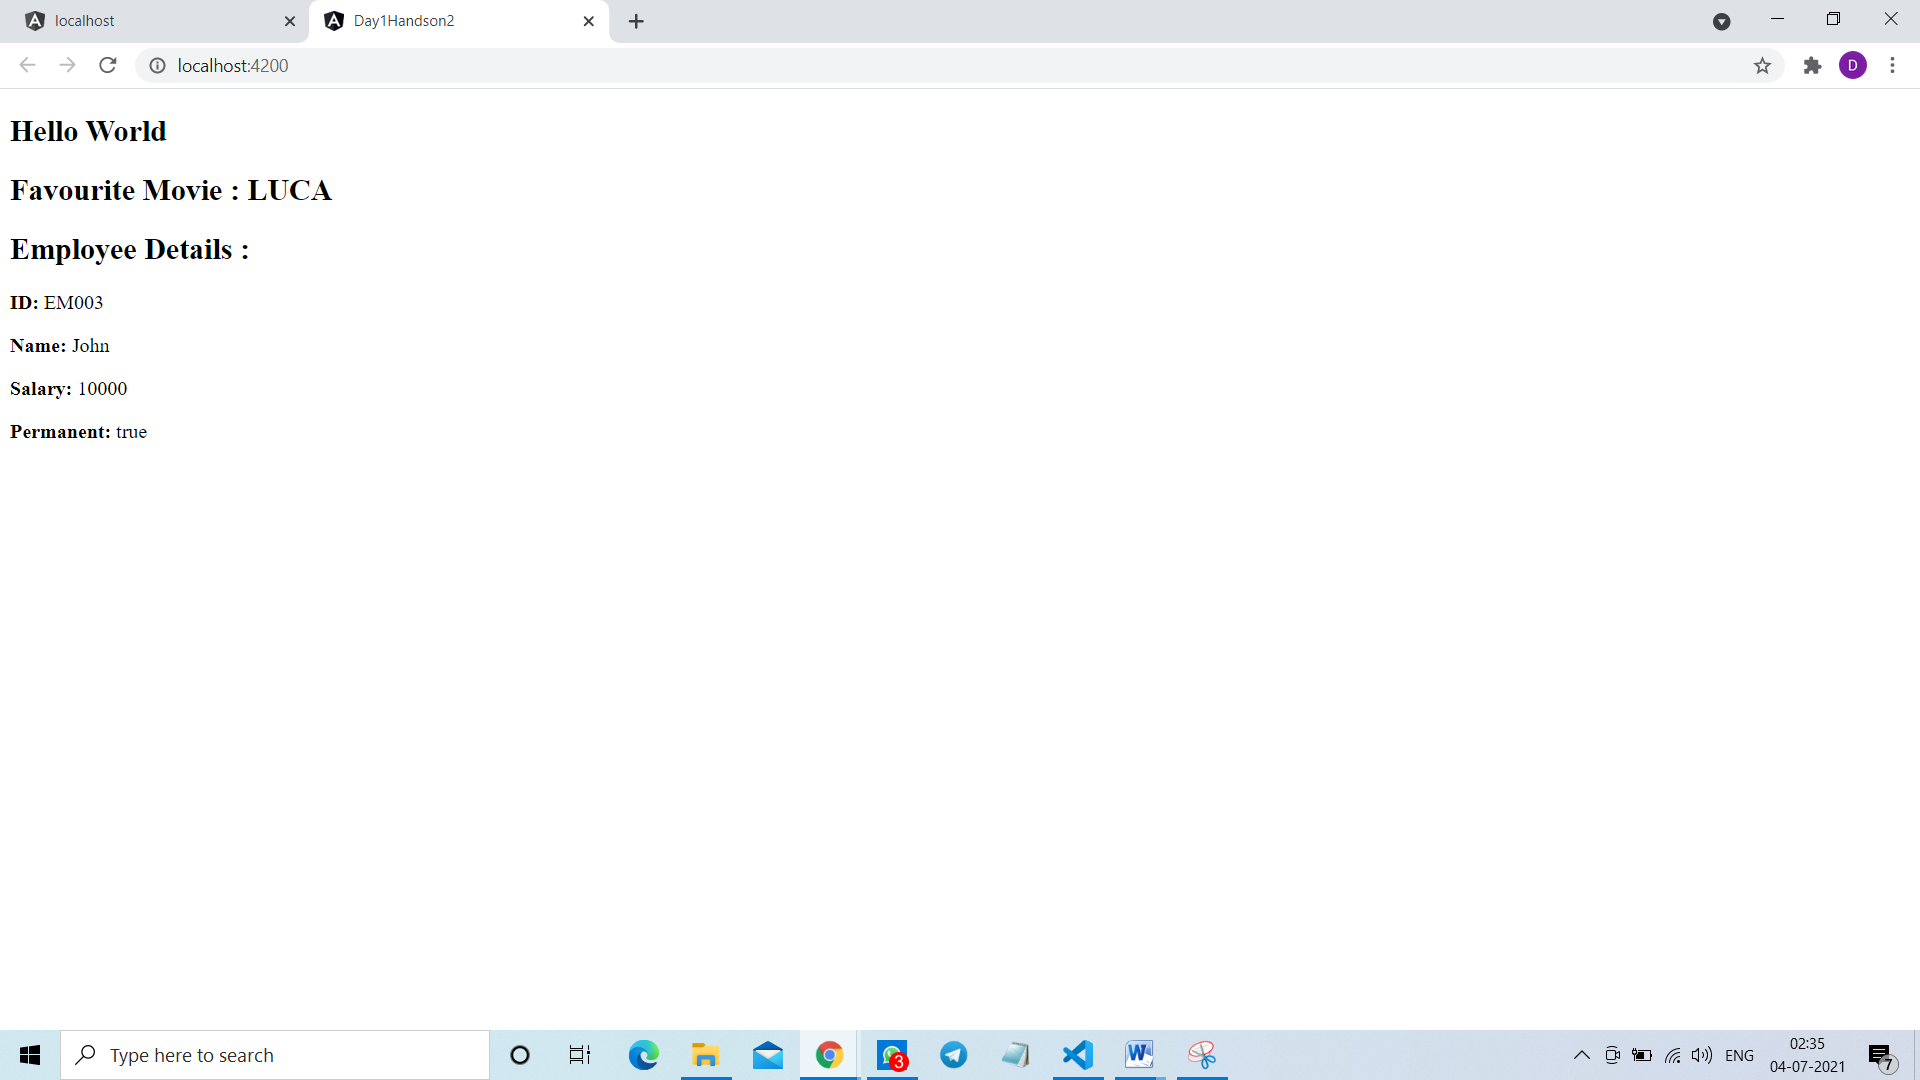 localhost
Day1Handson2
D
localhost:4200
Hello World
Favourite Movie : LUCA
Employee Details :
ID: EM003
Name: John
Salary: 10000
Permanent: true
Type here to search
3
W
ENG
02:35
04-07-2021
7